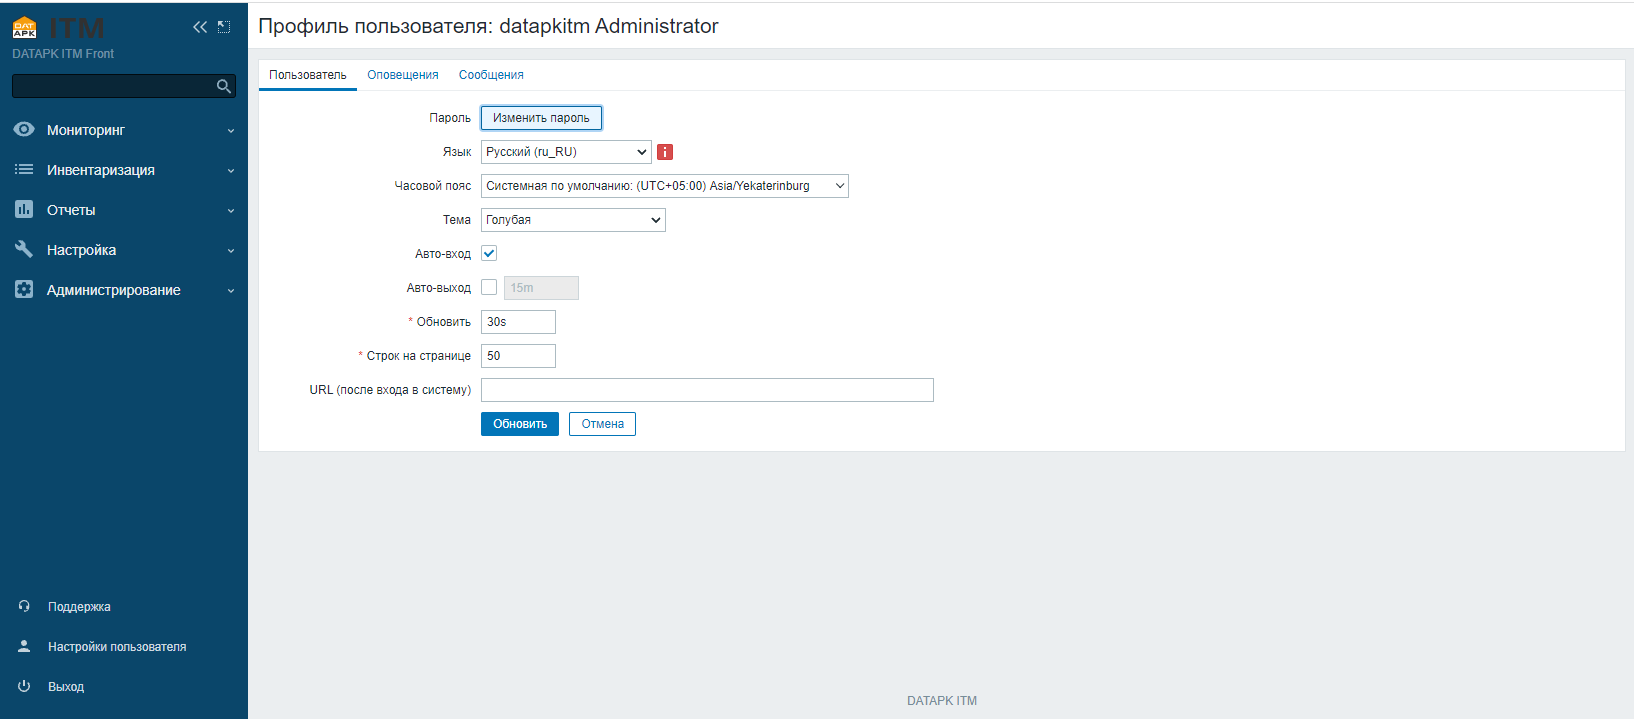 DAT
APK
ITM
DATAPK ITM Front
Мониторинг
Инвентаризация
Отчеты
Настройка
Администрирование
Поддержка
Настройки пользователя
Выход
Профиль пользователя: datapkitm Administrator
Пользователь Оповещения Сообщения
Пароль Изменить пароль
Язык Русский (ru_RU) i
Часовой пояс Системная по умолчанию: (UTC+05:00) Asia/Yekaterinburg
Тема Голубая
Авто-вход
Авто-выход 15m
* Обновить 30s
* Строк на странице 50
URL (после входа в систему)
Обновить Отмена
DATAPK ITM